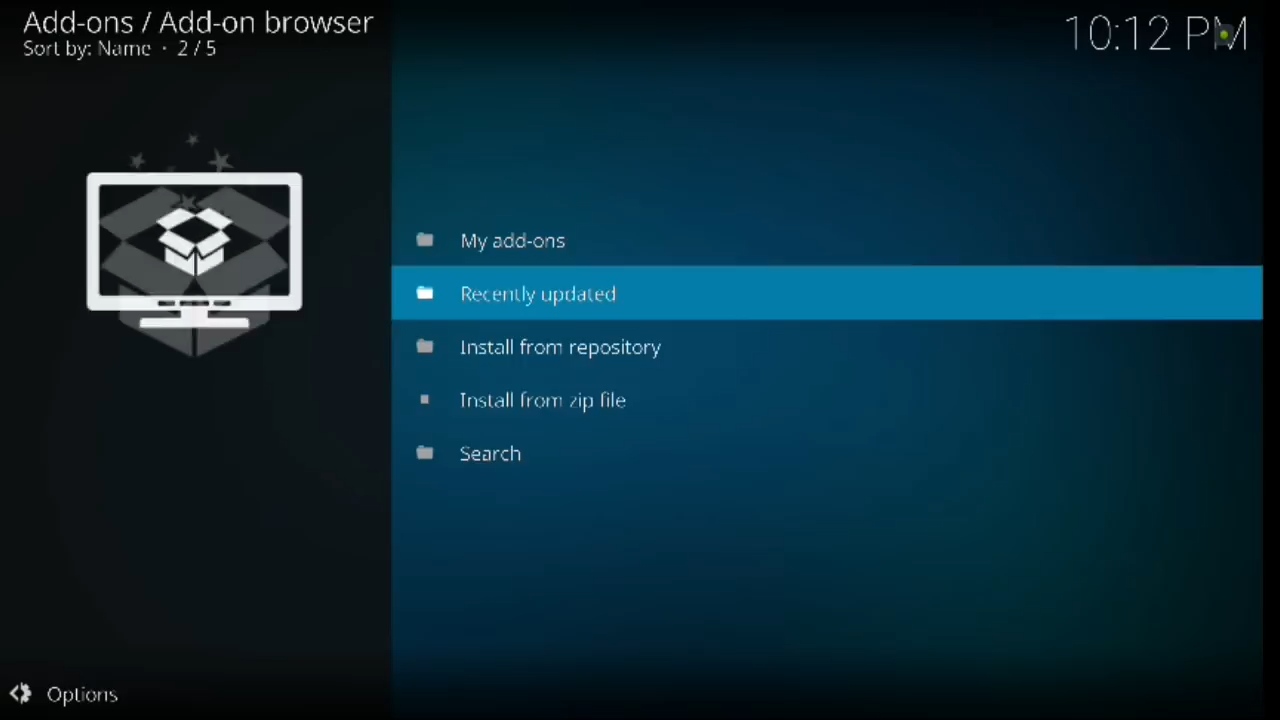 Add-ons / Add-on browser
Sort by: Name · 2 / 5
10:12 PM
My add-ons
Recently updated
Install from repository
Install from zip file
Search
Options